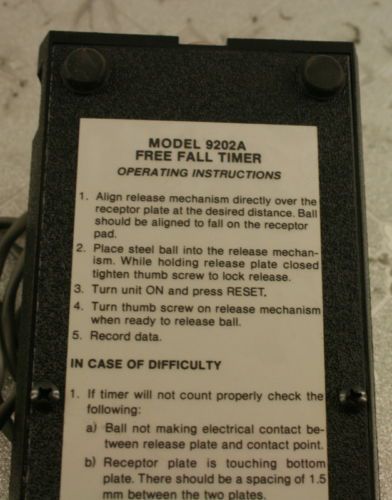 MODEL 9202A
FREE FALL TIMER
OPERATING INSTRUCTIONS
1. Align release mechanism directly over the
receptor plate at the desired distance. Ball
should be aligned to fall on the receptor
pad.
2. Place steel ball into the release mechan-
ism. While holding release plate closed
tighten thumb screw to lock release.
3. Turn unit ON and press RESET.
4. Turn thumb screw on release mechanism
when ready to release ball.
5. Record data.
IN CASE OF DIFFICULTY
1. If timer will not count properly check the
following:
a) Ball not making electrical contact be-
tween release plate and contact point.
b) Receptor plate is touching bottom
plate. There should be a spacing of 1.5
mm between the two plates.